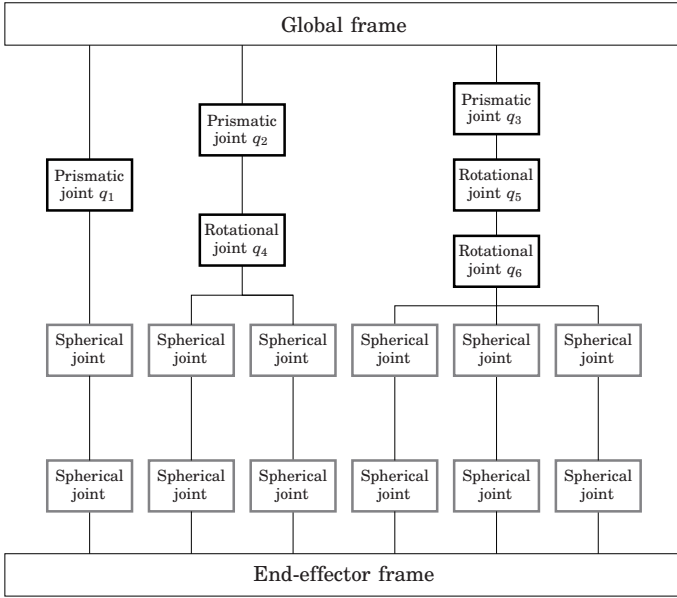 Global frame
Prismatic
joint q3
Prismatic
joint q2
Prismatic
joint q1
Rotational
joint q5
Rotational
joint q4
Rotational
joint q6
Spherical
joint
Spherical
joint
Spherical
joint
Spherical
joint
Spherical
joint
Spherical
joint
Spherical
joint
Spherical
joint
Spherical
joint
Spherical
joint
Spherical
joint
Spherical
joint
End-effector frame